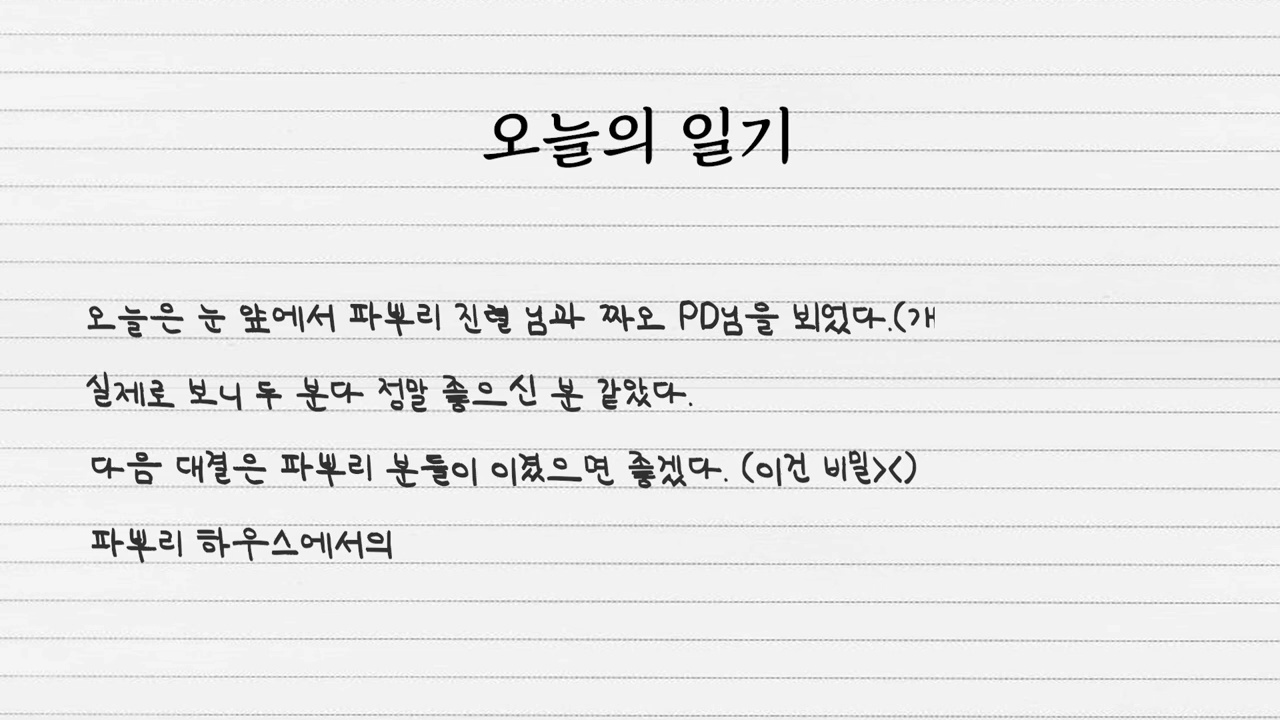 오늘의 일기
오늘은 눈 앞에서 파뿌리 진렬 님과 짜오 PD님을 뵈었다.(개
실제로 보니 두 분다 정말 좋으신 분 같았다.
다음 대결은 파뿌리 분들이 이겼으면 좋겠다. (이건 비밀><)
파뿌리 하우스에서의